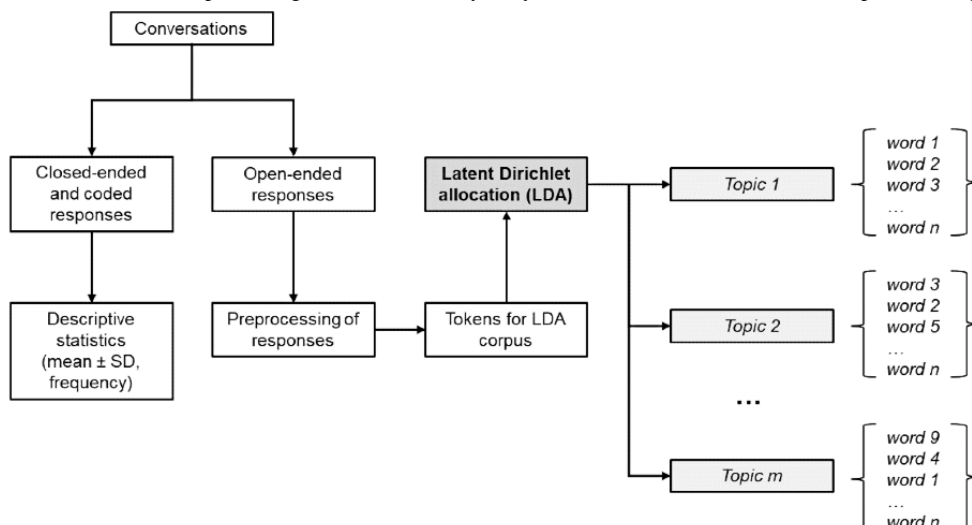 Conversations
Closed-ended
and coded
responses
Open-ended
responses
Latent Dirichlet
allocation (LDA)
Topic 1
word 1
word 2
word 3
...
word n
Descriptive
statistics
(mean ± SD,
frequency)
Preprocessing of
responses
Tokens for LDA
corpus
Topic 2
word 3
word 2
word 5
...
word n
...
Topic m
word 9
word 4
word 1
...
word n